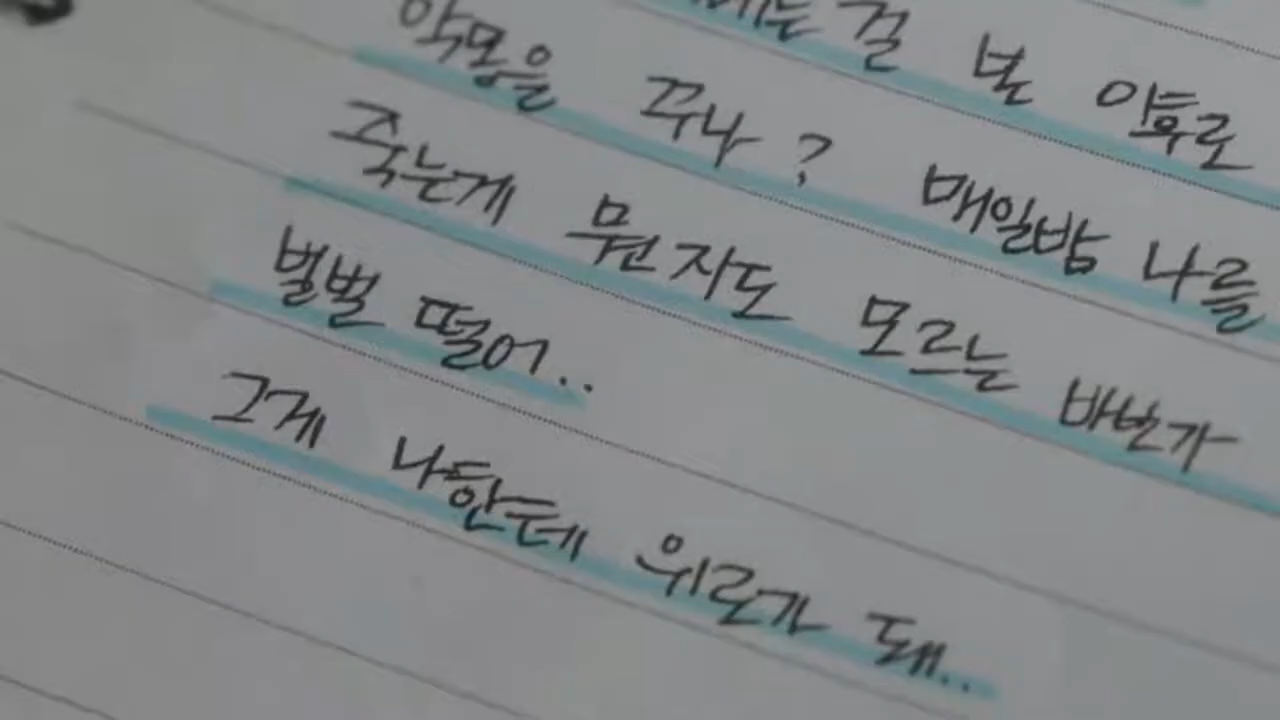 걸 본 이후로
악몽을 꾸나? 매일밤 나를
죽는게 뭔지도 모르는 바보가
벌벌 떨어..
그게 나한테 위로가 돼..